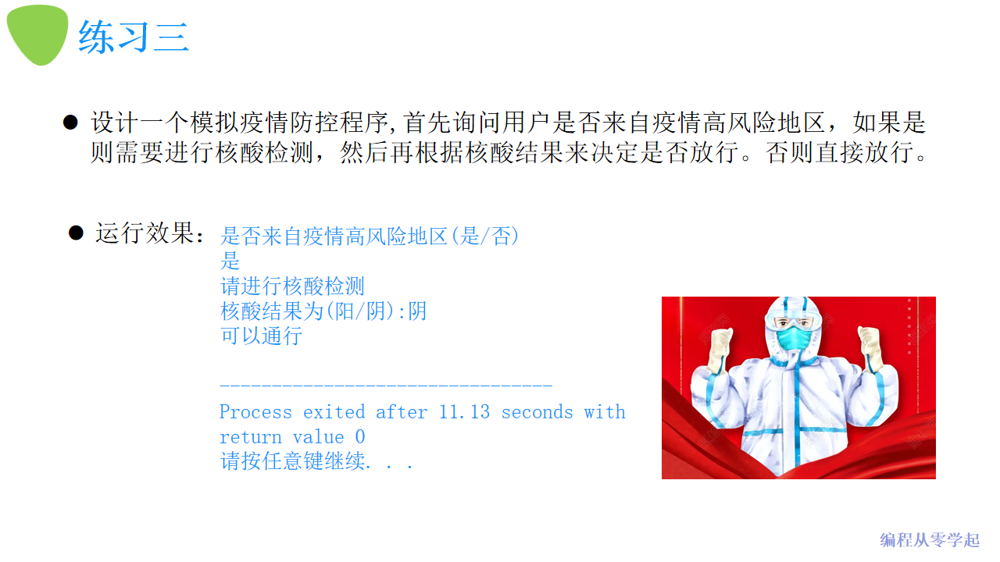 练习三
设计一个模拟疫情防控程序,首先询问用户是否来自疫情高风险地区，如果是
则需要进行核酸检测，然后再根据核酸结果来决定是否放行。否则直接放行。
运行效果：
是否来自疫情高风险地区(是/否)
是
请进行核酸检测
核酸结果为(阳/阴):阴
可以通行
--------------------------------
Process exited after 11.13 seconds with
return value 0
请按任意键继续. . .
编程从零学起